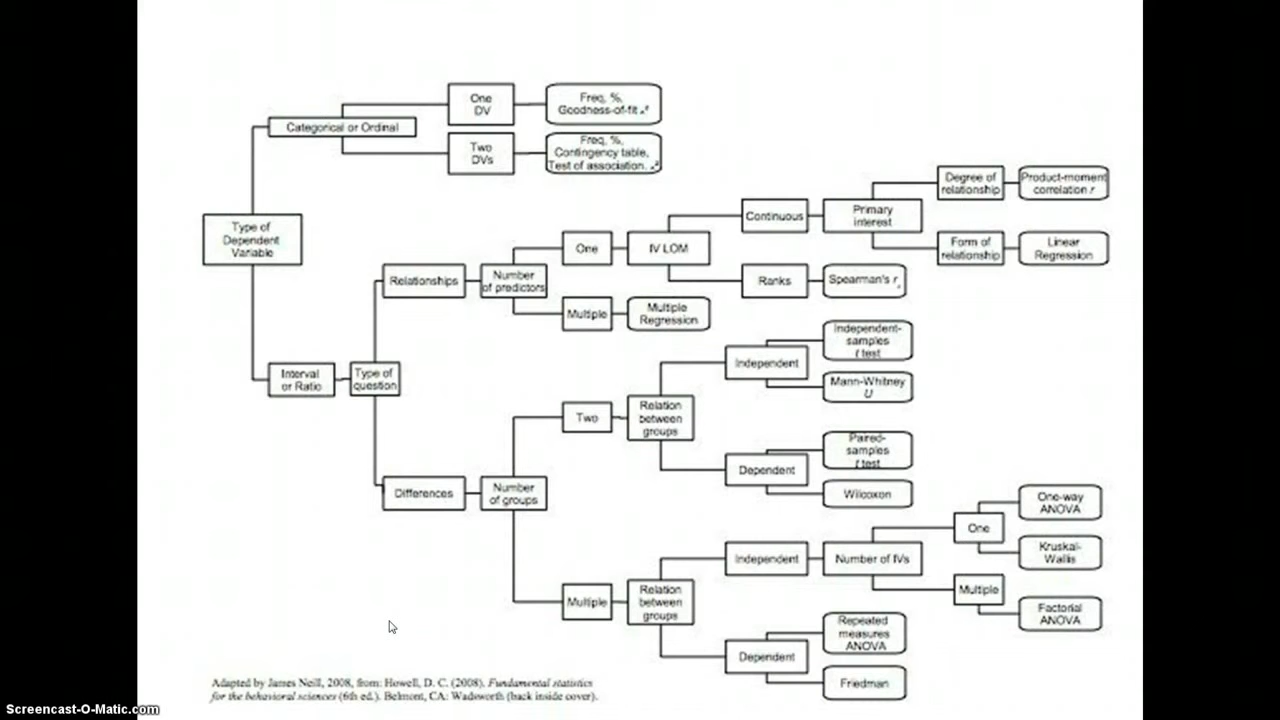 One
DV
Freq, %,
Goodness-of-fit
Categorical or Ordinal
Two
DVs
Freq, %,
Contingency table,
Test of association.
Type of
Dependent
Variable
Interval
or Ratio
Type of
question
Relationships
Number
of predictors
One
IV LOM
Continuous
Primary
interest
Degree of
relationship
Product-moment
correlation r
Form of
relationship
Linear
Regression
Ranks
Spearman's r
Multiple
Multiple
Regression
Differences
Number
of groups
Two
Relation
between
groups
Independent
Independent-
samples
t test
Mann-Whitney
U
Dependent
Paired-
samples
t test
Wilcoxon
Multiple
Relation
between
groups
Independent
Number of IVs
One
One-way
ANOVA
Kruskal-
Wallis
Multiple
Factorial
ANOVA
Dependent
Repeated
measures
ANOVA
Friedman
Adapted by James Neill, 2008, from: Howell, D. C. (2008). Fundamental statistics
for the behavioral sciences (6th ed.). Belmont, CA: Wadsworth (back inside cover).
Screencast-O-Matic.com